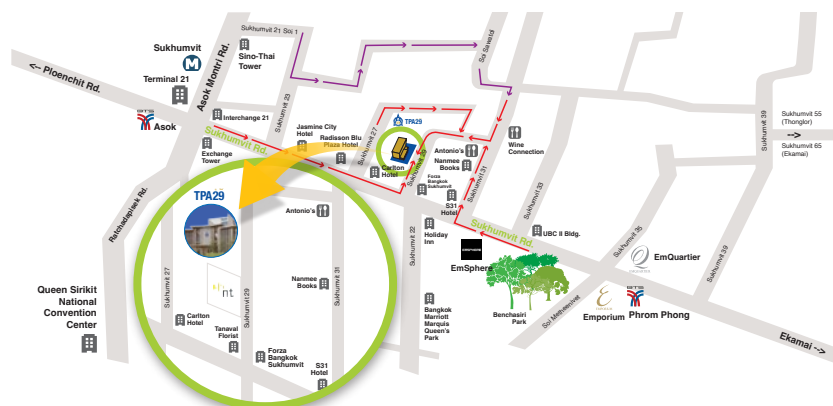 <-- Ploenchit Rd.
Sukhumvit
M
Terminal 21
BTS
Asok
Asok Montri Rd.
Sukhumvit 21 Soi 1
Sino-Thai
Tower
Sukhumvit 23
Interchange 21
Sukhumvit Rd.
Exchange
Tower
Jasmine City
Hotel
Radisson Blu
Plaza Hotel
Sukhumvit 27
TPA29
Carlton
Hotel
Sukhumvit 29
Antonio's
Nanmee
Books
Forza
Bangkok
Sukhumvit
Sukhumvit 31
S31
Hotel
Soi Sawatdi
Wine
Connection
Sukhumvit 33
Sukhumvit 39
Sukhumvit 55
(Thonglor)
-->
Sukhumvit 65
(Ekamai)
Ratchadapisek Rd.
Queen Sirikit
National
Convention
Center
TPA29
Sukhumvit 27
nt
Carlton
Hotel
Tanaval
Florist
Sukhumvit 29
Antonio's
Nanmee
Books
Sukhumvit 31
Forza
Bangkok
Sukhumvit
S31
Hotel
Sukhumvit 22
Holiday
Inn
Bangkok
Marriott
Marquis
Queen's
Park
EMSPHERE
EmSphere
Sukhumvit Rd.
UBC II Bldg.
Benchasiri
Park
Soi Metheenivet
Sukhumvit 35
EmQuartier
Emporium
BTS
Phrom Phong
Sukhumvit 39
Ekamai -->